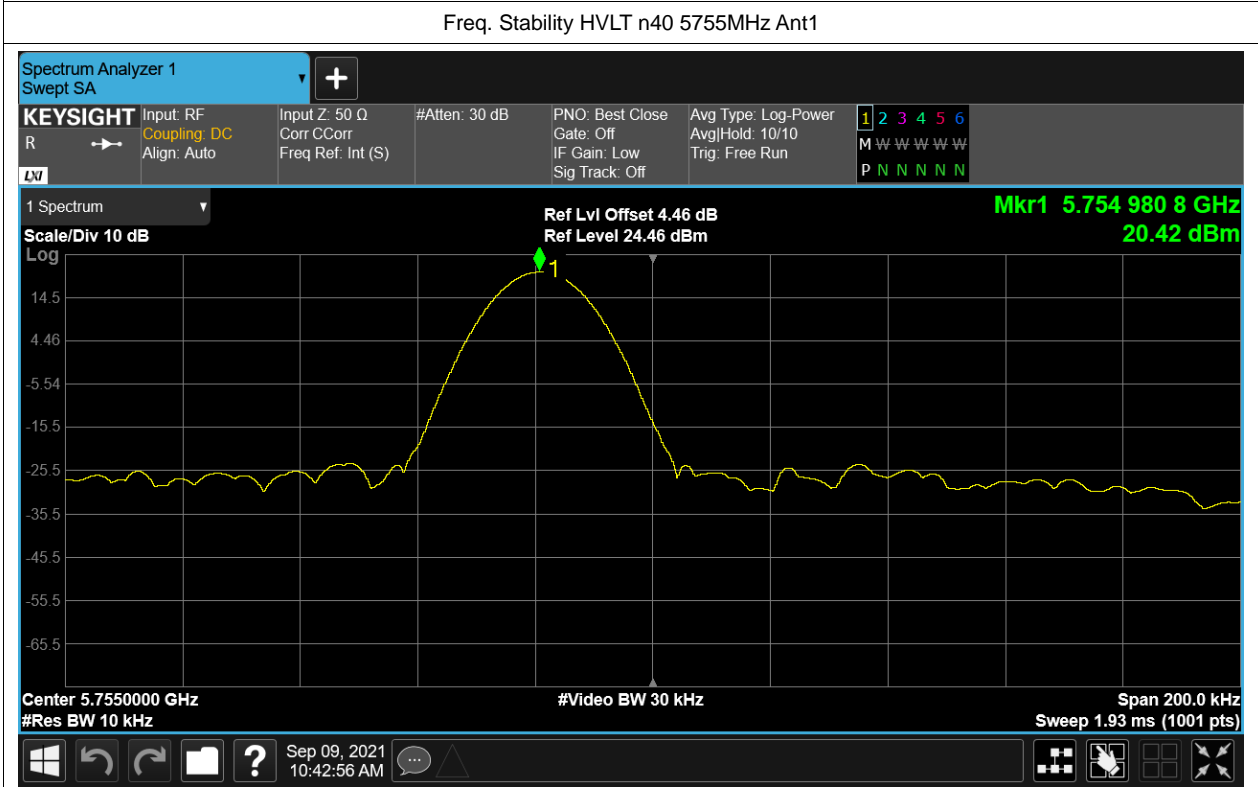 Freq. Stability HVLT n40 5755MHz Ant1
Spectrum Analyzer 1
Swept SA
KEYSIGHT
R
LXI
Input: RF
Coupling: DC
Align: Auto
Input Z: 50 Ω
Corr CCorr
Freq Ref: Int (S)
#Atten: 30 dB
PNO: Best Close
Gate: Off
IF Gain: Low
Sig Track: Off
Avg Type: Log-Power
Avg|Hold: 10/10
Trig: Free Run
1 2 3 4 5 6
M W W W W W
P N N N N N
1 Spectrum
Scale/Div 10 dB
Log
Ref Lvl Offset 4.46 dB
Ref Level 24.46 dBm
Mkr1 5.754 980 8 GHz
20.42 dBm
1
14.5
4.46
-5.54
-15.5
-25.5
-35.5
-45.5
-55.5
-65.5
Center 5.7550000 GHz
#Res BW 10 kHz
#Video BW 30 kHz
Span 200.0 kHz
Sweep 1.93 ms (1001 pts)
?
Sep 09, 2021
10:42:56 AM